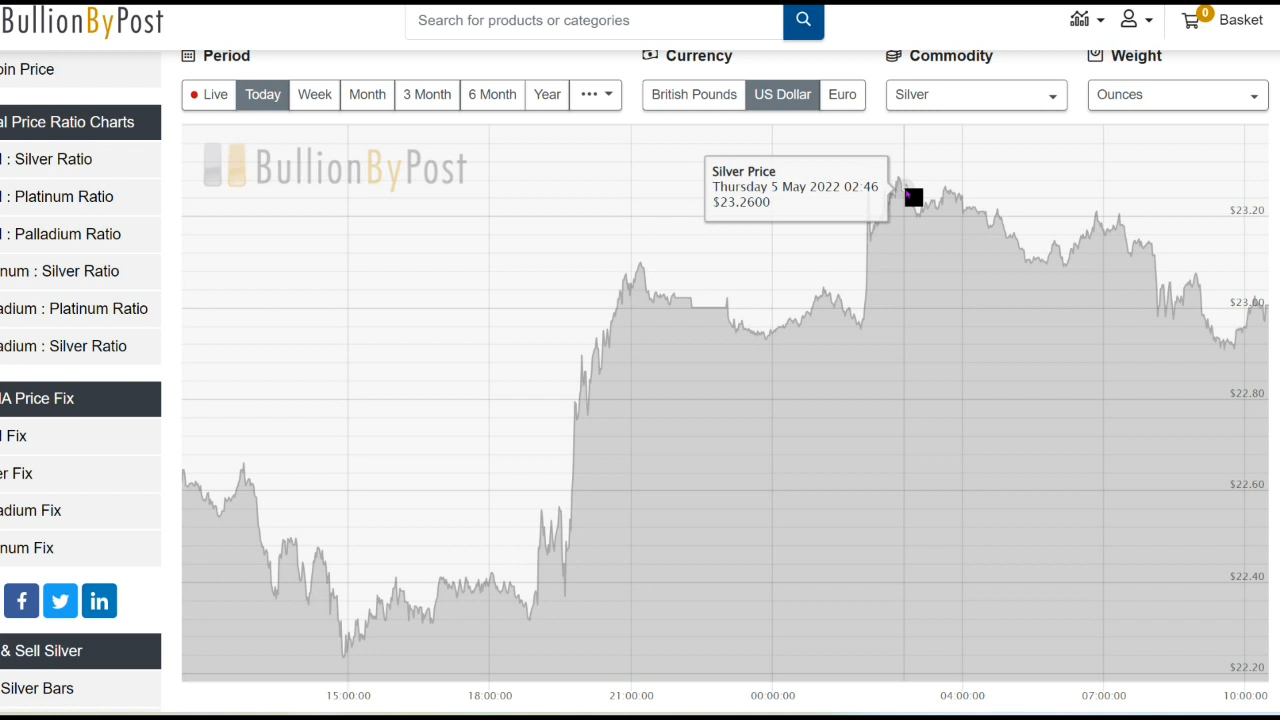 BullionByPost
Search for products or categories
0
Basket
Period
Currency
Commodity
Weight
Live
Today
Week
Month
3 Month
6 Month
Year
•••
British Pounds
US Dollar
Euro
Silver
Ounces
oin Price
al Price Ratio Charts
l : Silver Ratio
l : Platinum Ratio
l : Palladium Ratio
num : Silver Ratio
adium : Platinum Ratio
adium : Silver Ratio
A Price Fix
l Fix
er Fix
adium Fix
num Fix
f
in
& Sell Silver
Silver Bars
BullionByPost
Silver Price
Thursday 5 May 2022 02:46
$23.2600
$23.20
$23.00
$22.80
$22.60
$22.40
$22.20
15:00:00
18:00:00
21:00:00
00:00:00
04:00:00
07:00:00
10:00:00